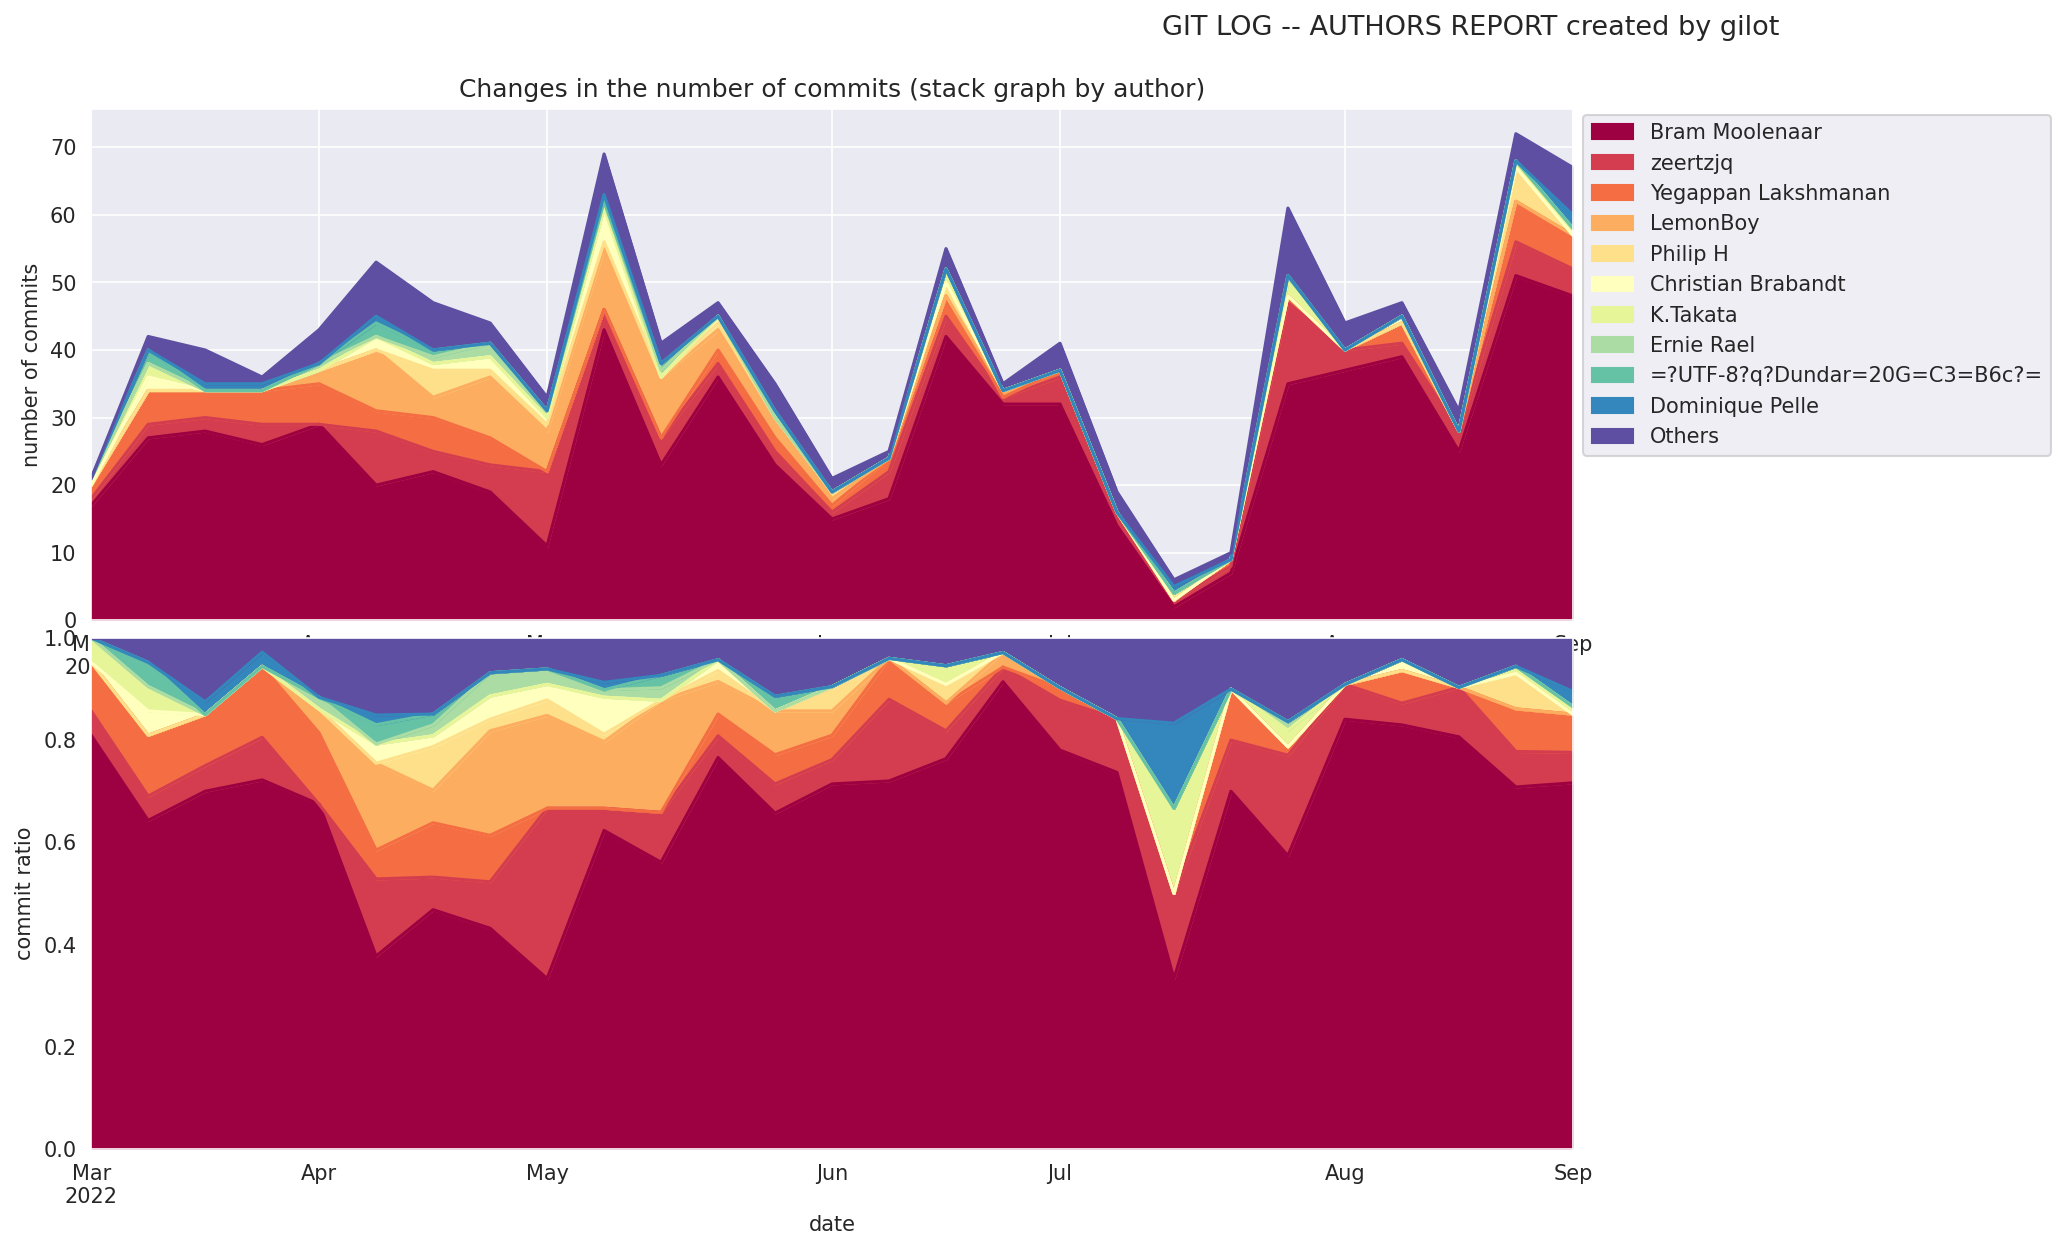 GIT LOG -- AUTHORS REPORT created by gilot
Changes in the number of commits (stack graph by author)
number of commits
70
60
50
40
30
20
10
0
Bram Moolenaar
zeertzjq
Yegappan Lakshmanan
LemonBoy
Philip H
Christian Brabandt
K.Takata
Ernie Rael
=?UTF-8?q?Dundar=20G=C3=B6c?=
Dominique Pelle
Others
commit ratio
1.0
20
0.8
0.6
0.4
0.2
0.0
Mar Apr May Jun Jul Aug Sep
2022
date